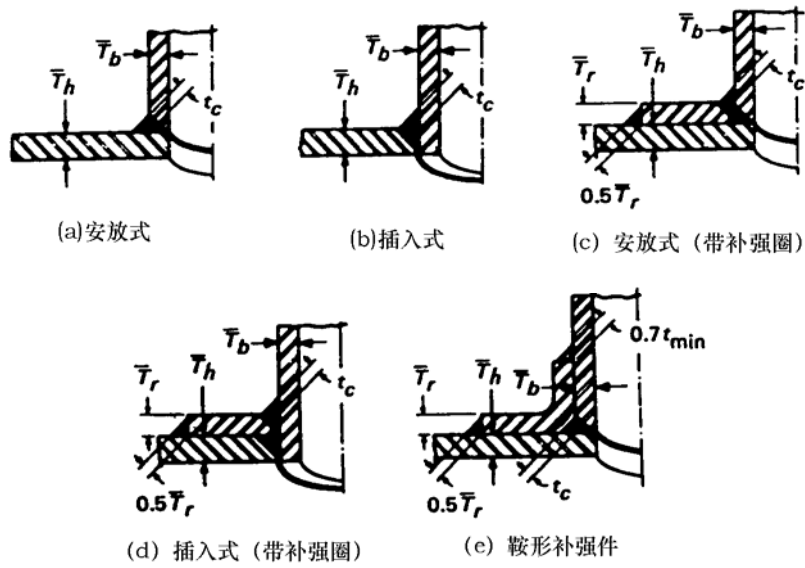 T̅b
T̅h
tc
(a)安放式
T̅b
T̅h
tc
(b)插入式
T̅b
T̅r
T̅h
tc
0.5T̅r
(c) 安放式（带补强圈）
T̅b
T̅r
T̅h
tc
0.5T̅r
(d) 插入式（带补强圈）
0.7tmin
T̅r
T̅h
T̅b
0.5T̅r
tc
(e) 鞍形补强件